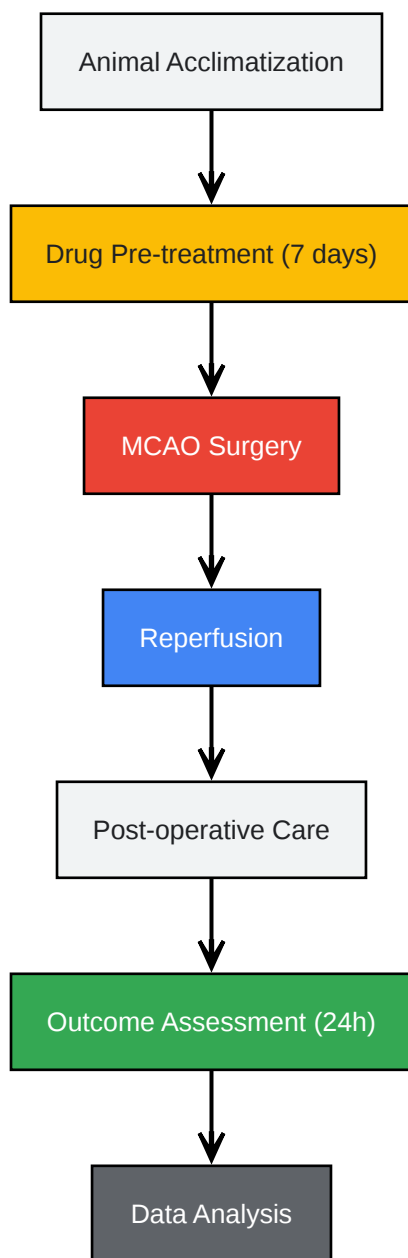 Animal Acclimatization
Drug Pre-treatment (7 days)
MCAO Surgery
Reperfusion
Post-operative Care
Outcome Assessment (24h)
Data Analysis